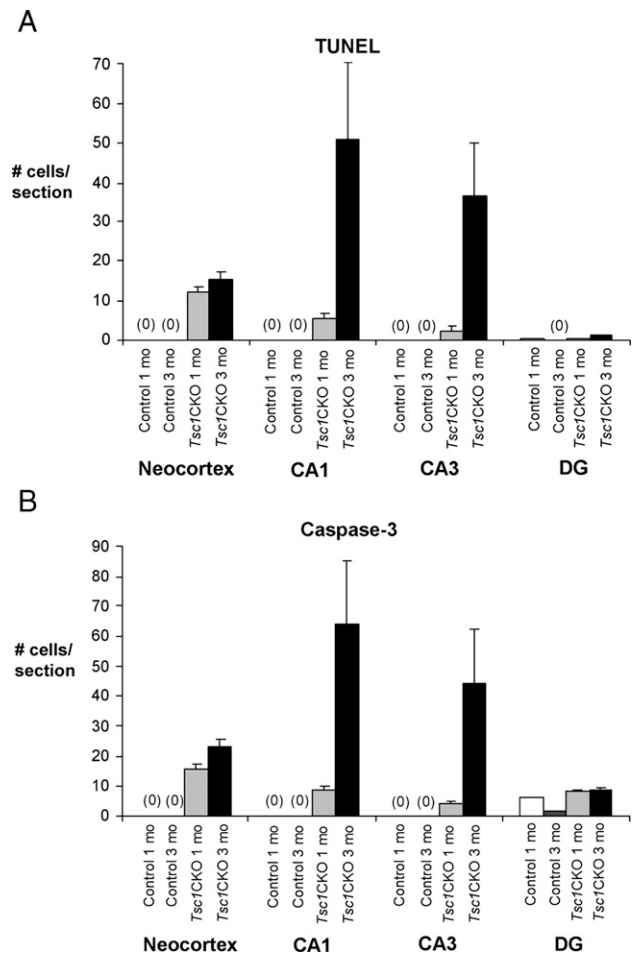 A
TUNEL
70
60
50
40
30
20
10
0
# cells/
section
(0) (0) (0) (0) (0) (0) (0)
Control 1 mo
Control 3 mo
Tsc1CKO 1 mo
Tsc1CKO 3 mo
Control 1 mo
Control 3 mo
Tsc1CKO 1 mo
Tsc1CKO 3 mo
Control 1 mo
Control 3 mo
Tsc1CKO 1 mo
Tsc1CKO 3 mo
Control 1 mo
Control 3 mo
Tsc1CKO 1 mo
Tsc1CKO 3 mo
Neocortex CA1 CA3 DG
B
Caspase-3
90
80
70
60
50
40
30
20
10
0
# cells/
section
(0) (0) (0) (0) (0) (0)
Control 1 mo
Control 3 mo
Tsc1CKO 1 mo
Tsc1CKO 3 mo
Control 1 mo
Control 3 mo
Tsc1CKO 1 mo
Tsc1CKO 3 mo
Control 1 mo
Control 3 mo
Tsc1CKO 1 mo
Tsc1CKO 3 mo
Control 1 mo
Control 3 mo
Tsc1CKO 1 mo
Tsc1CKO 3 mo
Neocortex CA1 CA3 DG